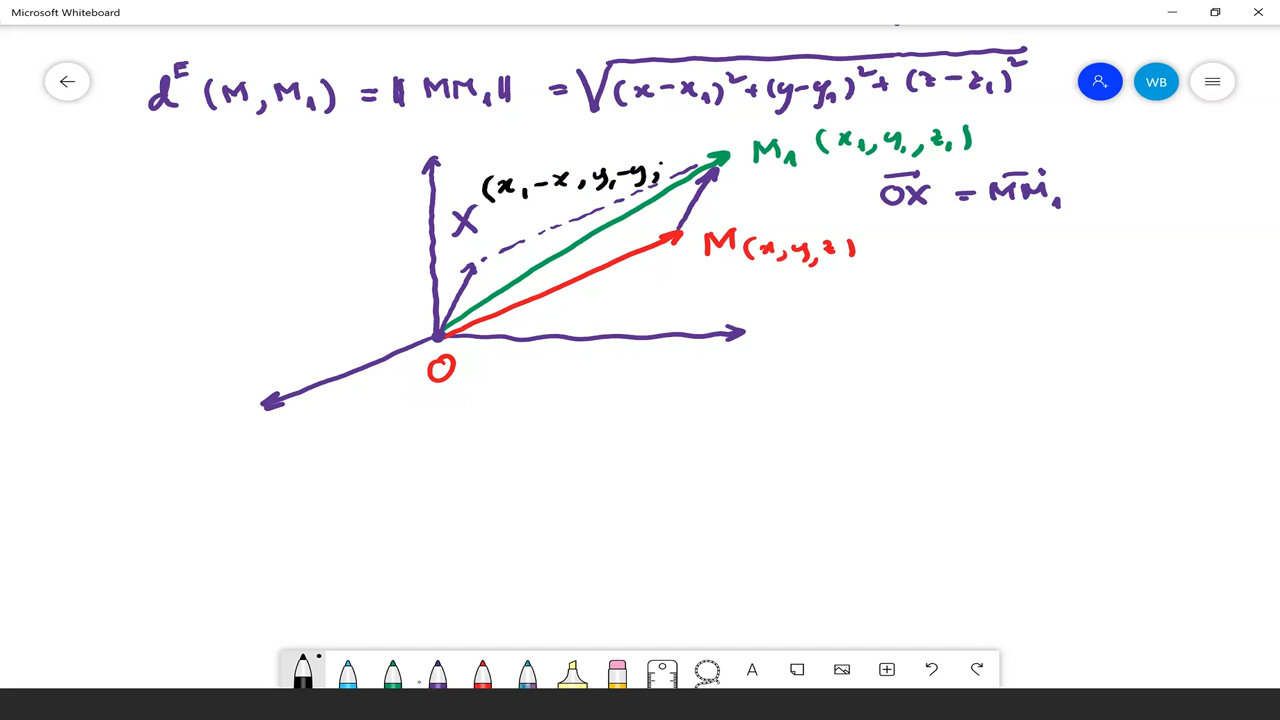 Microsoft Whiteboard
WB
d^E (M, M₁) = ‖ MM₁ ‖ = √((x-x₁)²+(y-y₁)²+(z-z₁)²)
M₁ (x₁, y₁, z₁)
(x₁-x, y₁-y,
X
OX = MM₁
M(x,y,z)
O
A